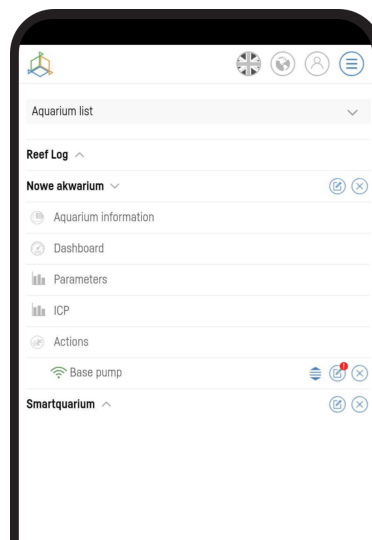 Aquarium list
Reef Log
Nowe akwarium
Aquarium information
Dashboard
Parameters
ICP
Actions
Base pump
!
Smartquarium